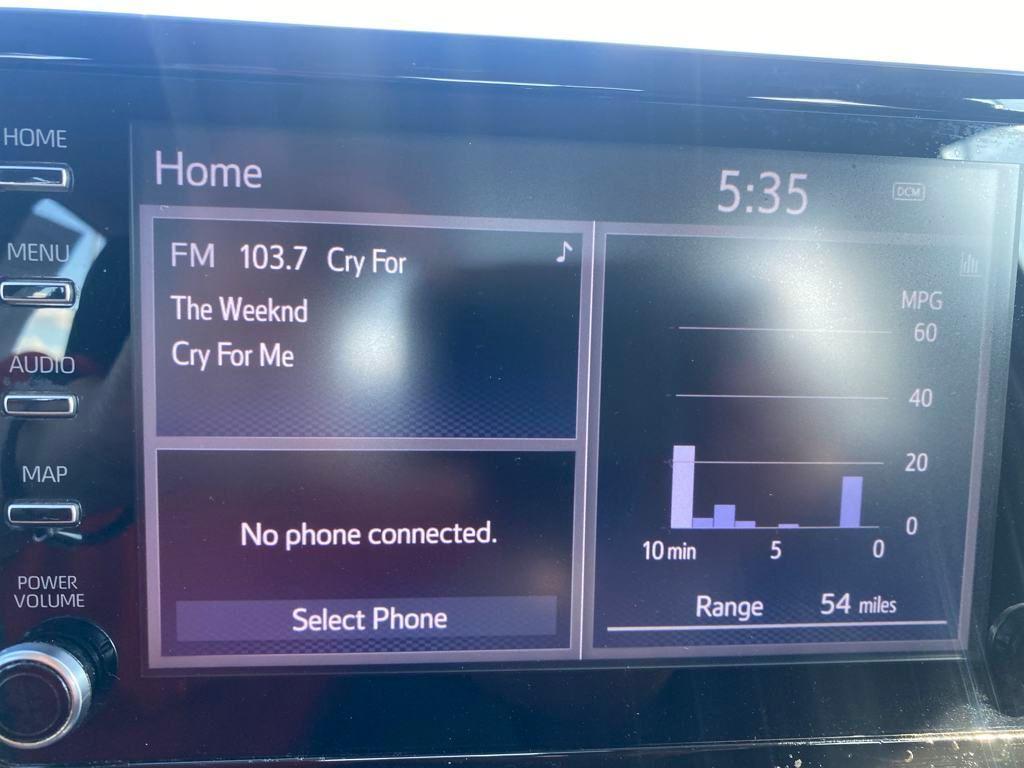 HOME
MENU
AUDIO
MAP
POWER
VOLUME
Home
5:35
DCM
FM 103.7 Cry For
The Weeknd
Cry For Me
No phone connected.
Select Phone
MPG
60
40
20
0
10 min 5 0
Range 54 miles